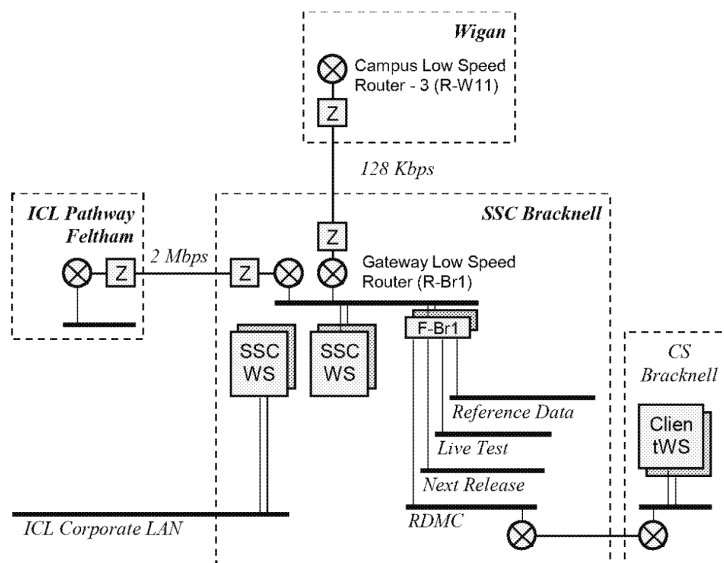 Wigan
Campus Low Speed
Router - 3 (R-W11)
Z
128 Kbps
ICL Pathway
Feltham
SSC Bracknell
2 Mbps
Z
Gateway Low Speed
Router (R-Br1)
Z
Z
F-Br1
SSC
WS
SSC
WS
CS
Bracknell
Reference Data
Clien
tWS
Live Test
Next Release
ICL Corporate LAN
RDMC